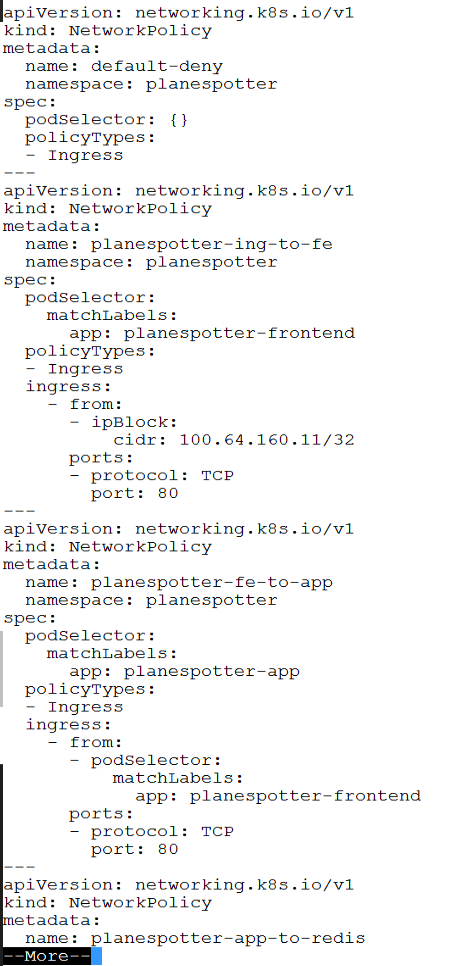 apiVersion: networking.k8s.io/v1
kind: NetworkPolicy
metadata:
  name: default-deny
  namespace: planespotter
spec:
  podSelector: {}
  policyTypes:
  - Ingress
---
apiVersion: networking.k8s.io/v1
kind: NetworkPolicy
metadata:
  name: planespotter-ing-to-fe
  namespace: planespotter
spec:
  podSelector:
    matchLabels:
      app: planespotter-frontend
  policyTypes:
  - Ingress
  ingress:
    - from:
      - ipBlock:
          cidr: 100.64.160.11/32
      ports:
      - protocol: TCP
        port: 80
---
apiVersion: networking.k8s.io/v1
kind: NetworkPolicy
metadata:
  name: planespotter-fe-to-app
  namespace: planespotter
spec:
  podSelector:
    matchLabels:
      app: planespotter-app
  policyTypes:
  - Ingress
  ingress:
    - from:
      - podSelector:
          matchLabels:
            app: planespotter-frontend
      ports:
      - protocol: TCP
        port: 80
---
apiVersion: networking.k8s.io/v1
kind: NetworkPolicy
metadata:
  name: planespotter-app-to-redis
--More--